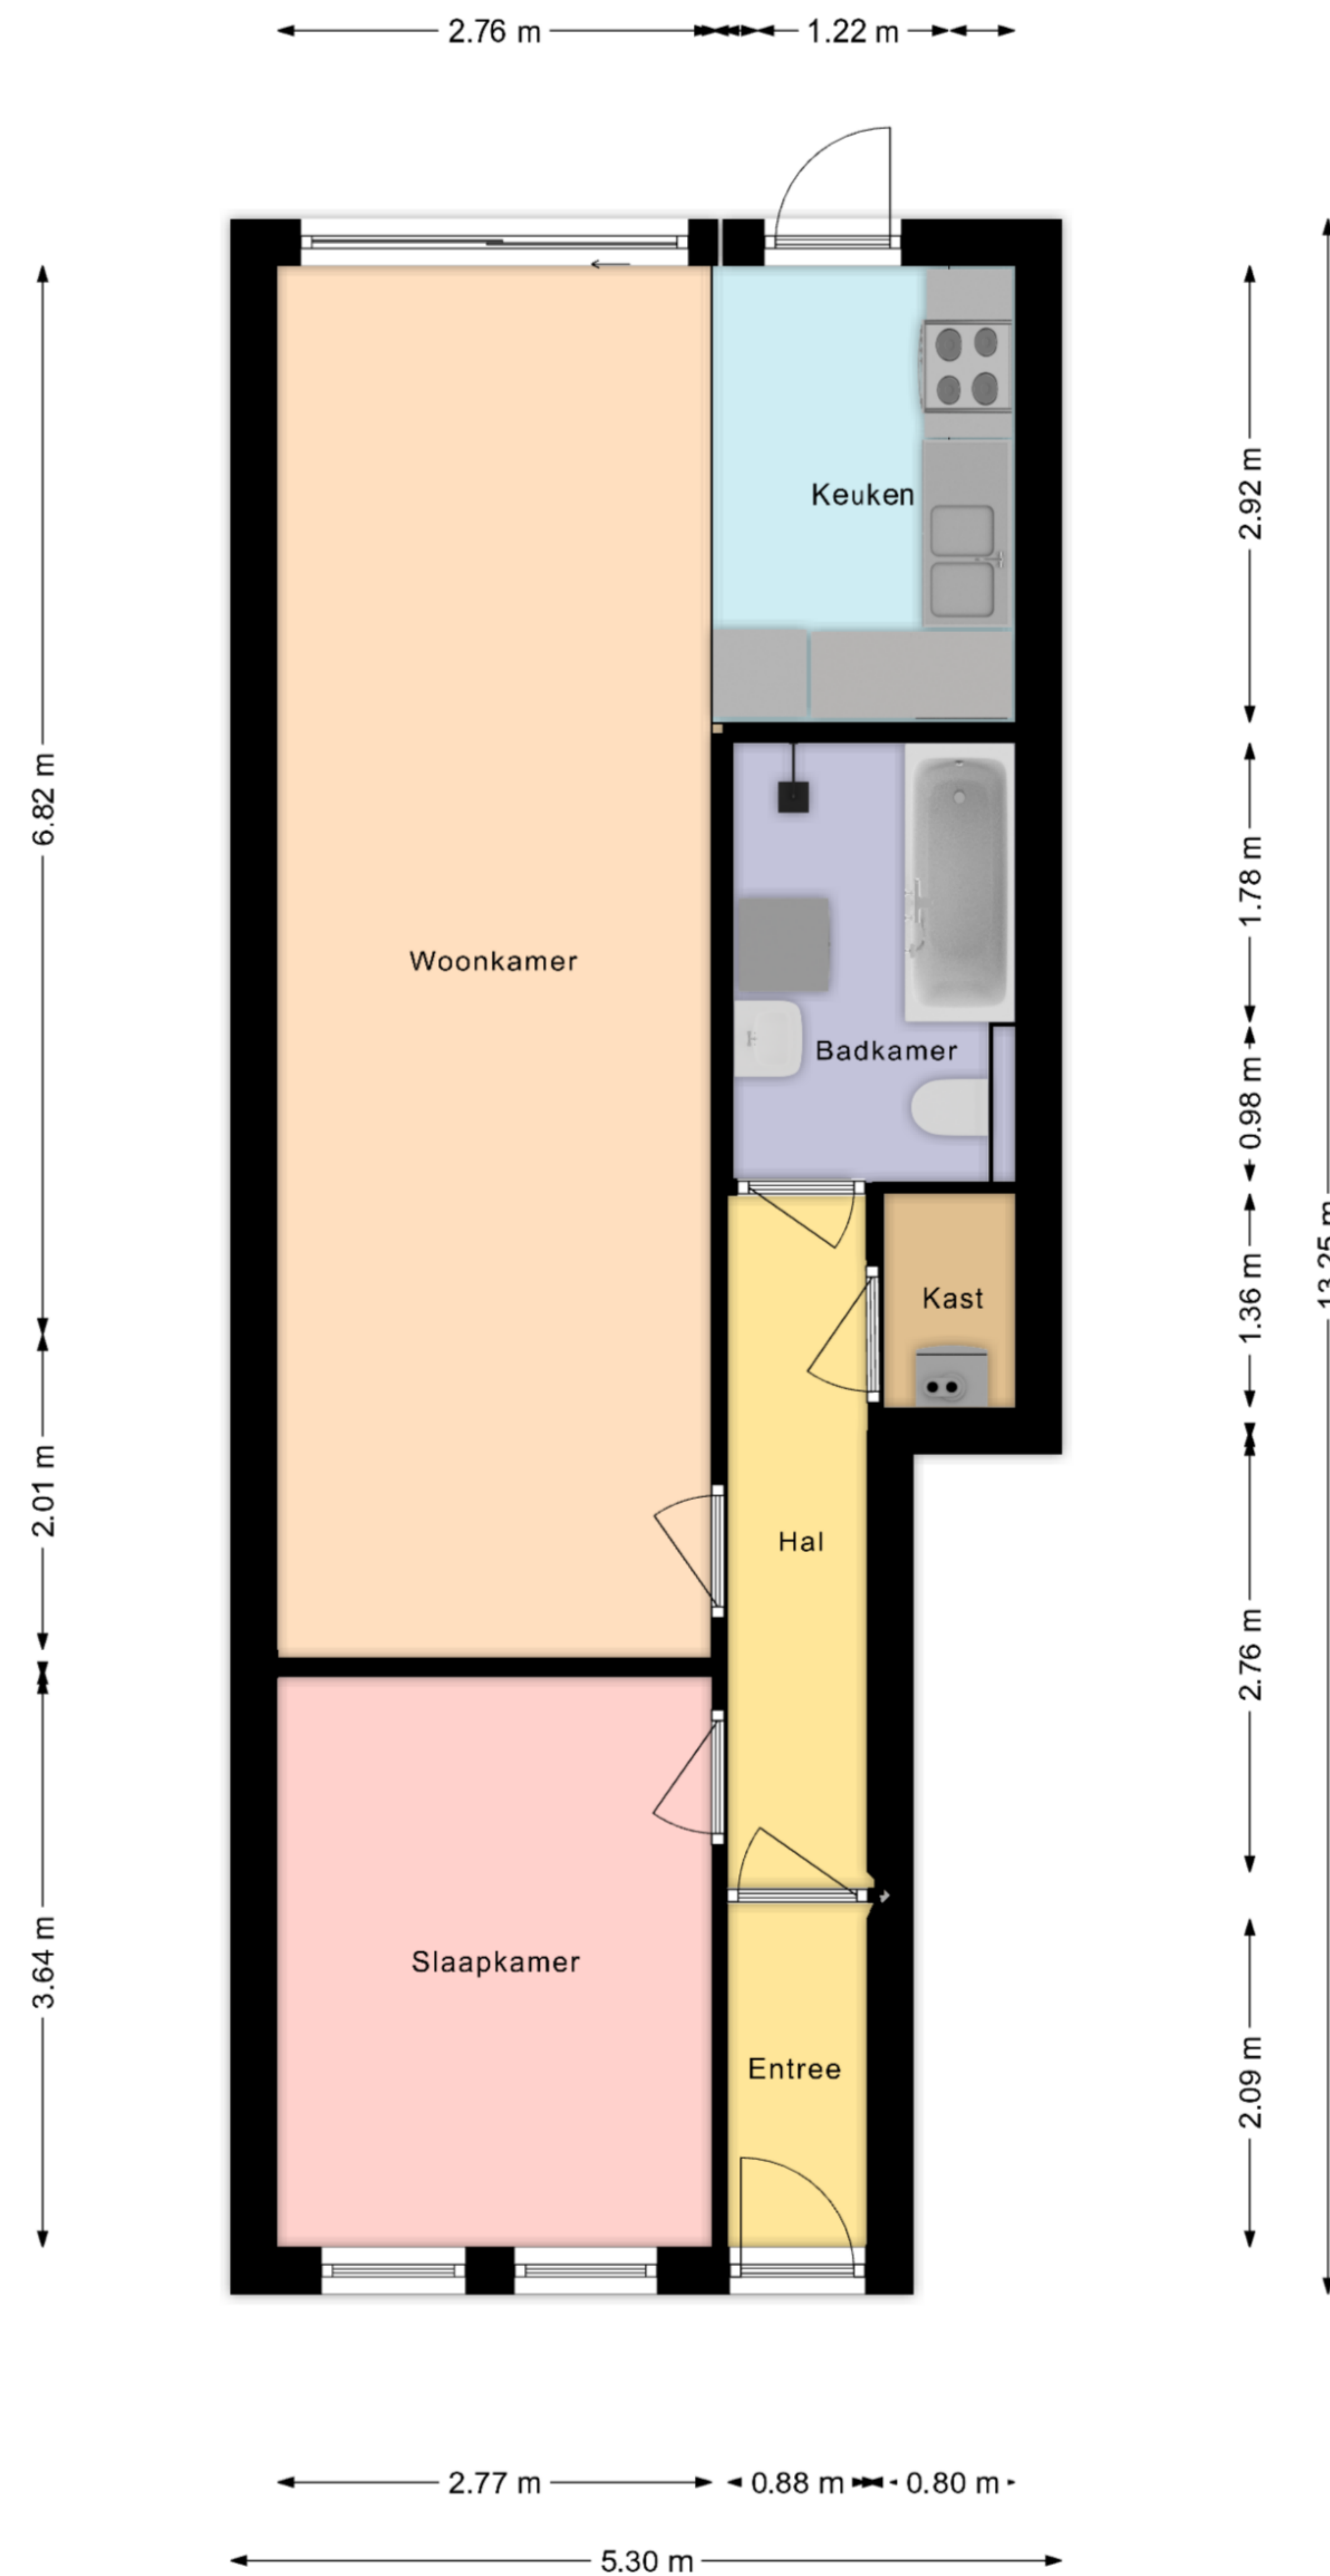 2.76 m
1.22 m
Keuken
2.92 m
6.82 m
1.78 m
Woonkamer
Badkamer
0.98 m
Kast
1.36 m
2.01 m
Hal
2.76 m
Slaapkamer
3.64 m
Entree
2.09 m
2.77 m
0.88 m
0.80 m
5.30 m